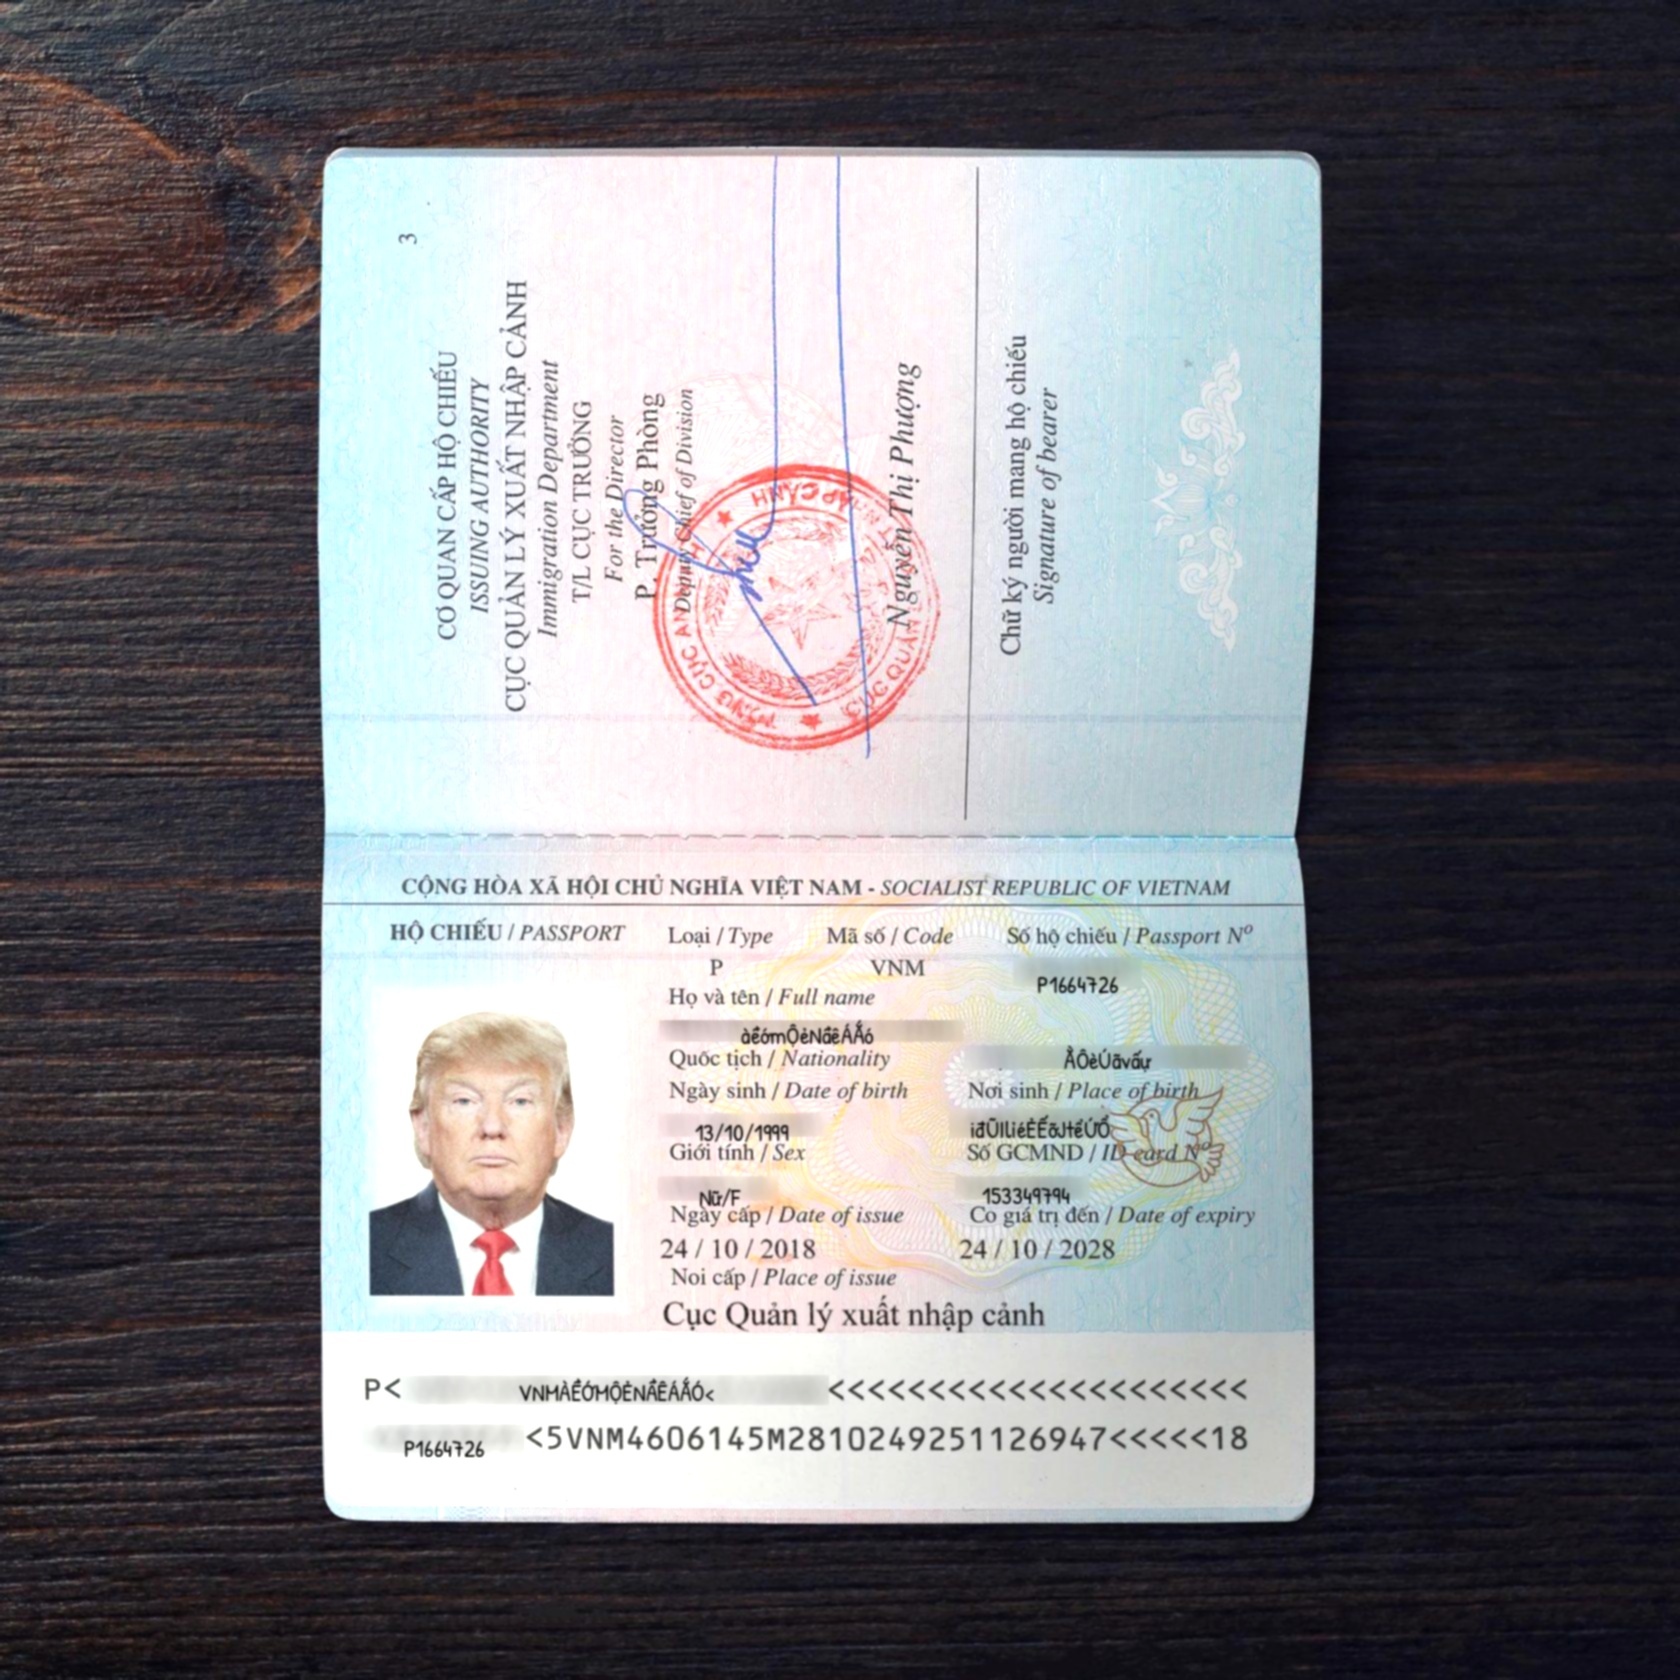 3
CƠ QUAN CẤP HỘ CHIẾU
ISSUING AUTHORITY
CỤC QUẢN LÝ XUẤT NHẬP CẢNH
Immigration Department
T/L CỤC TRƯỞNG
For the Director
P. Trưởng Phòng
Deputy Chief of Division
Nguyễn Thị Phượng
Chữ ký người mang hộ chiếu
Signature of bearer
CỘNG HÒA XÃ HỘI CHỦ NGHĨA VIỆT NAM - SOCIALIST REPUBLIC OF VIETNAM
HỘ CHIẾU / PASSPORT Loại / Type Mã số / Code Số hộ chiếu / Passport Nº
P VNM P1664726
Họ và tên / Full name
Quốc tịch / Nationality
Ngày sinh / Date of birth Nơi sinh / Place of birth
13/10/1999
Giới tính / Sex Số GCMND / ID card Nº
Nữ/F 153349794
Ngày cấp / Date of issue Có giá trị đến / Date of expiry
24 / 10 / 2018 24 / 10 / 2028
Noi cấp / Place of issue
Cục Quản lý xuất nhập cảnh
P< <<<<<<<<<<<<<<<<<<<<<<
P1664726 <5VNM4606145M2810249251126947<<<<<18